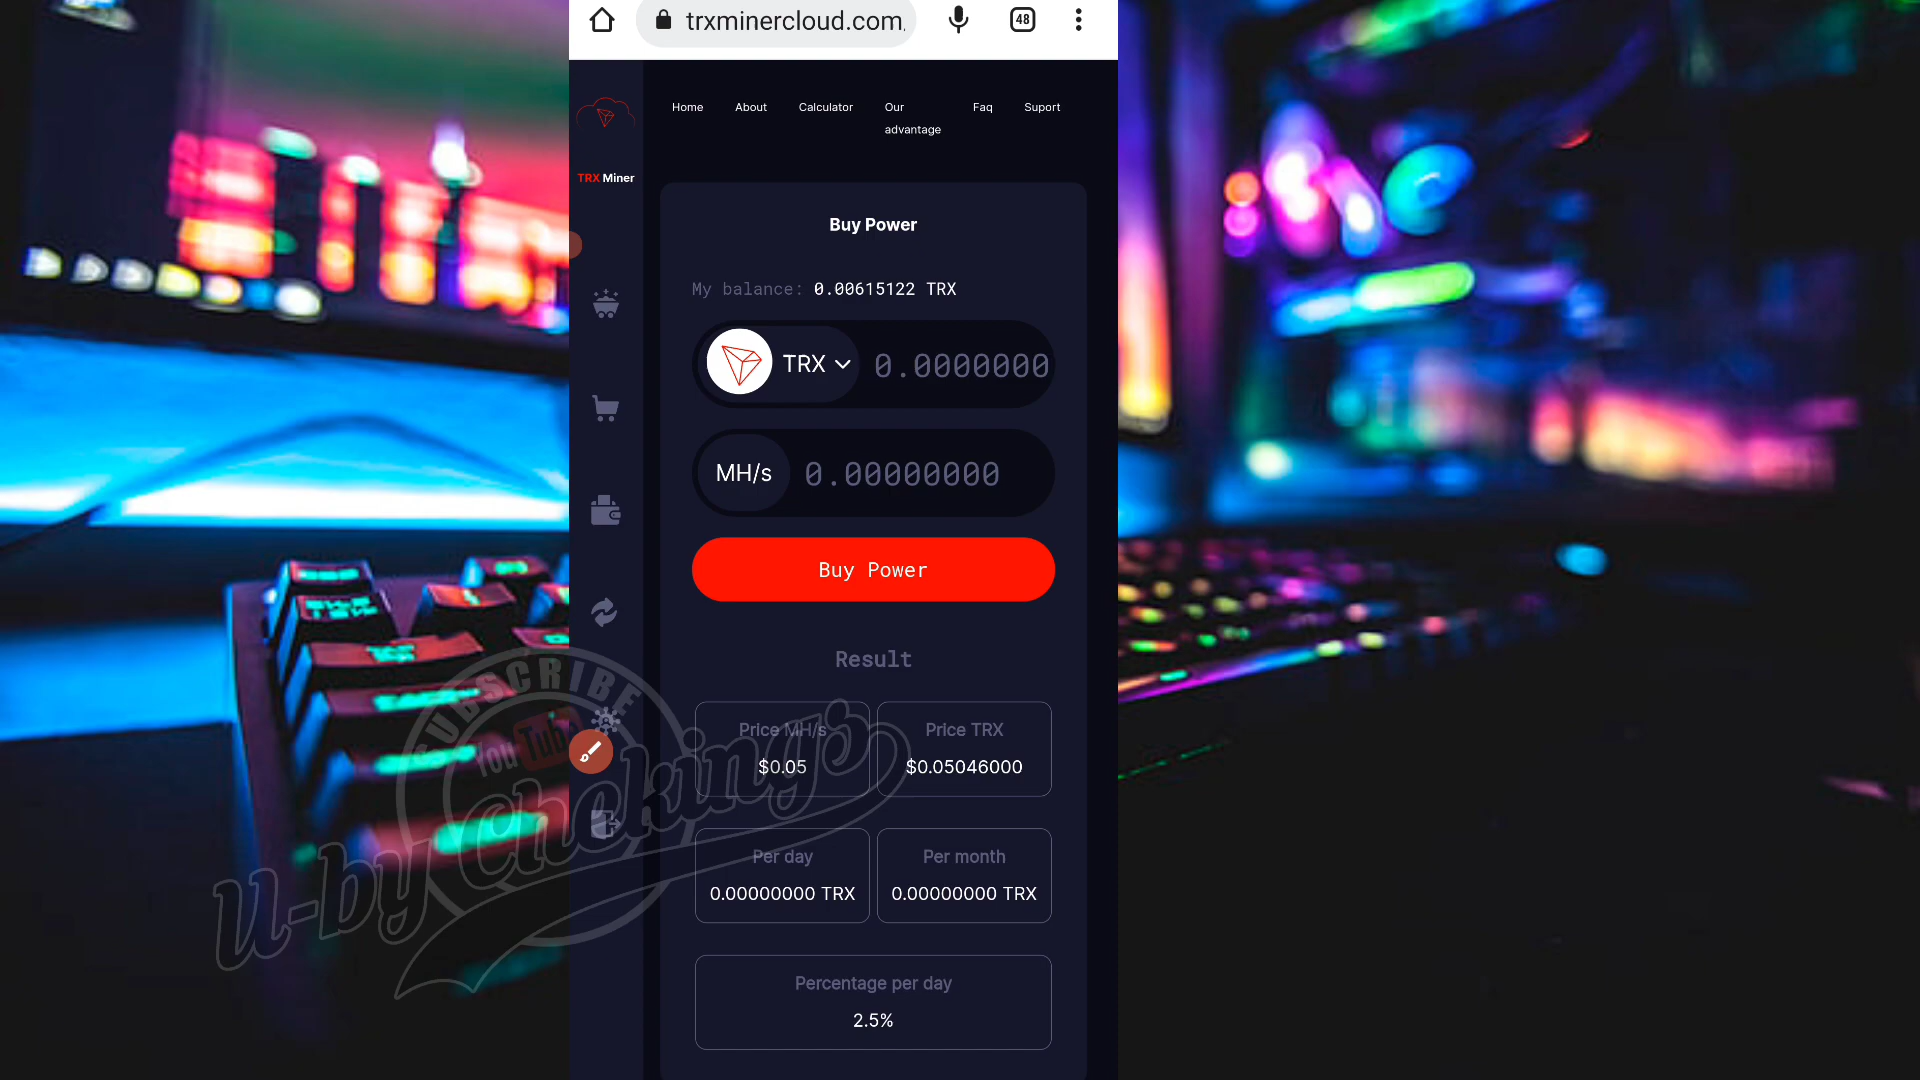 trxminercloud.com
48
Home
About
Calculator
Our
advantage
Faq
Suport
TRX Miner
Buy Power
My balance: 0.00615122 TRX
TRX 0.0000000
MH/s 0.00000000
Buy Power
Result
Price MH/s
$0.05
Price TRX
$0.05046000
Per day
0.00000000 TRX
Per month
0.00000000 TRX
Percentage per day
2.5%
SUBSCRIBE
YouTube
u-by chckings